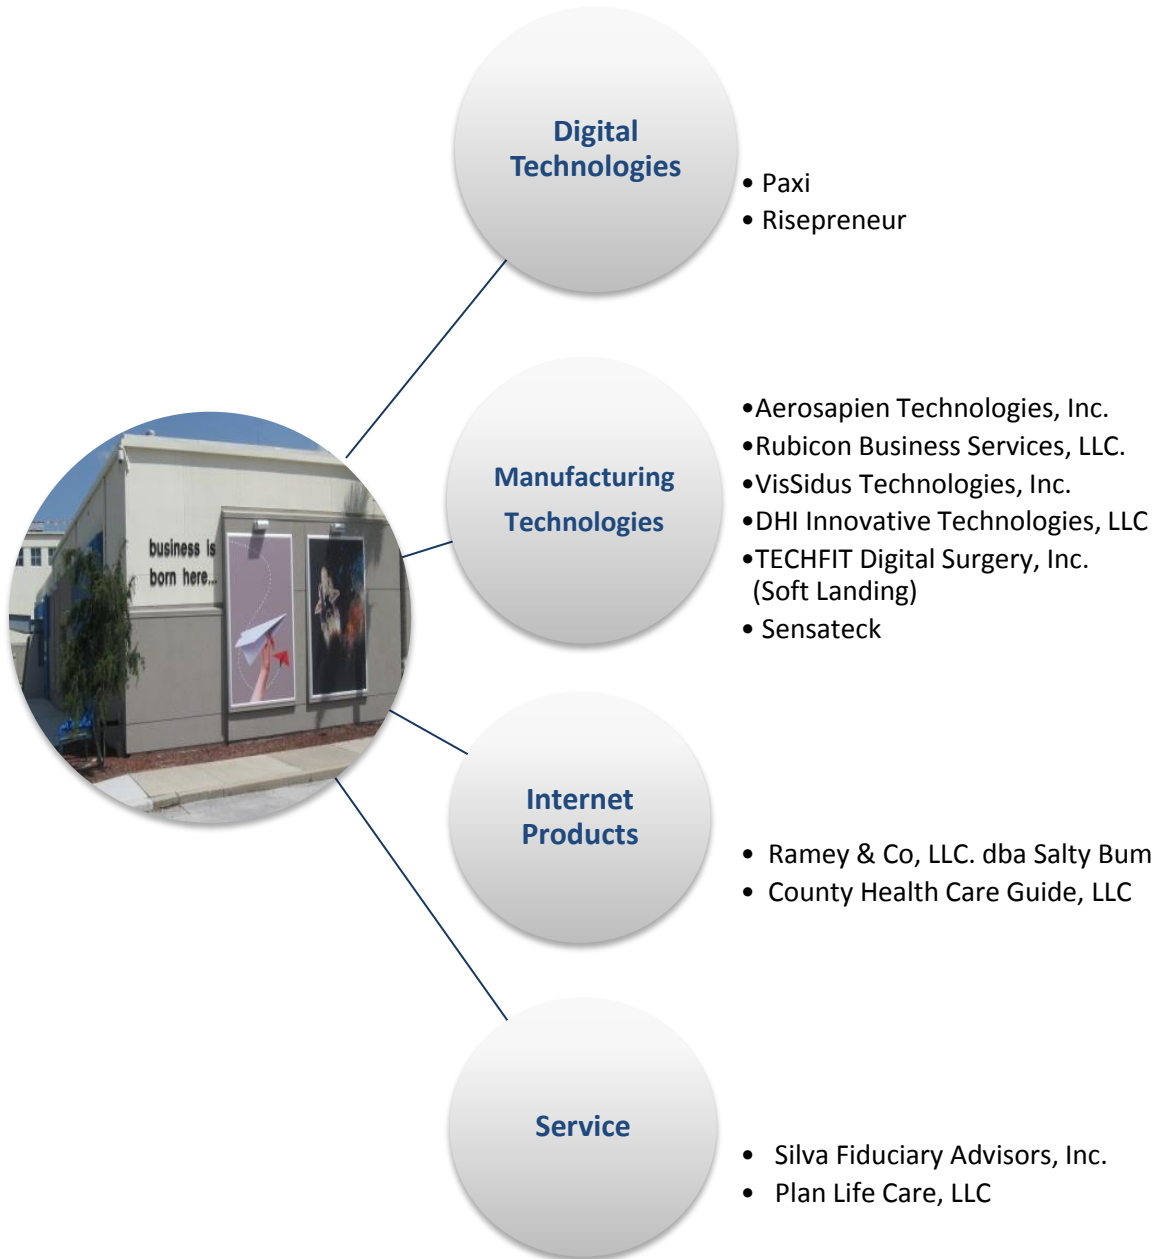 Digital
Technologies
• Paxi
• Risepreneur
Manufacturing
Technologies
•Aerosapien Technologies, Inc.
•Rubicon Business Services, LLC.
•VisSidus Technologies, Inc.
•DHI Innovative Technologies, LLC
•TECHFIT Digital Surgery, Inc.
(Soft Landing)
• Sensateck
business is
born here...
Internet
Products
• Ramey & Co, LLC. dba Salty Bum
• County Health Care Guide, LLC
Service
• Silva Fiduciary Advisors, Inc.
• Plan Life Care, LLC